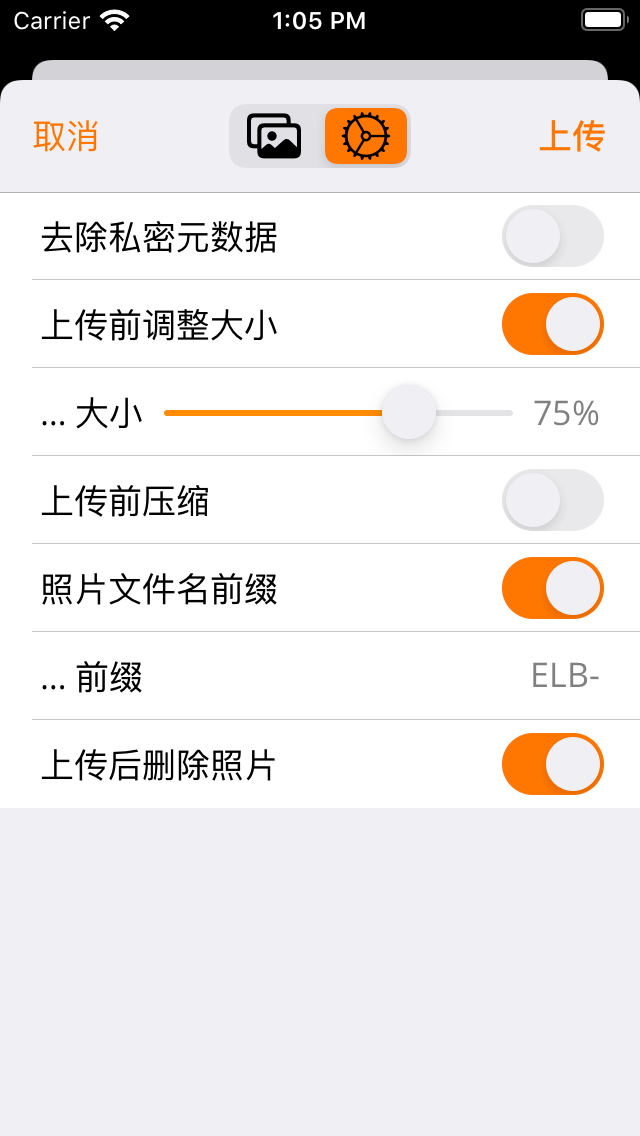 Carrier 1:05 PM
取消 上传
去除私密元数据
上传前调整大小
... 大小 75%
上传前压缩
照片文件名前缀
... 前缀 ELB-
上传后删除照片